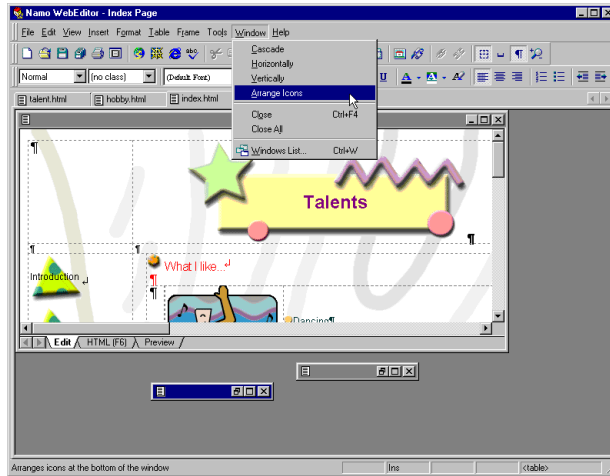 Namo WebEditor - Index Page
File Edit View Insert Format Table Frame Tools Window Help
Cascade
Horizontally
Vertically
Arrange Icons
Close Ctrl+F4
Close All
Windows List... Ctrl+W
Normal (no class) (Default Font) U A A
talent.html hobby.html index.html
Talents
What I like...
Introduction
Dancing
Edit HTML (F6) Preview
Arranges icons at the bottom of the window Ins <table>